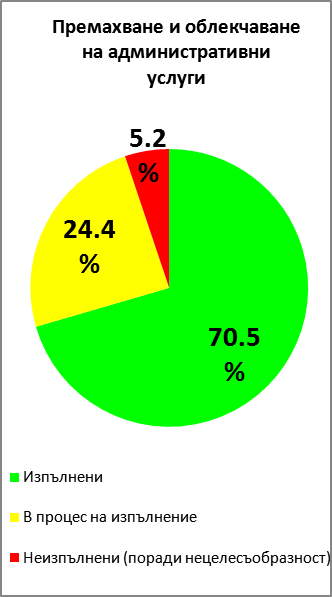 Премахване и облекчаване
на административни
услуги
5.2
%
24.4
%
70.5
%
Изпълнени
В процес на изпълнение
Неизпълнени (поради нецелесъобразност)